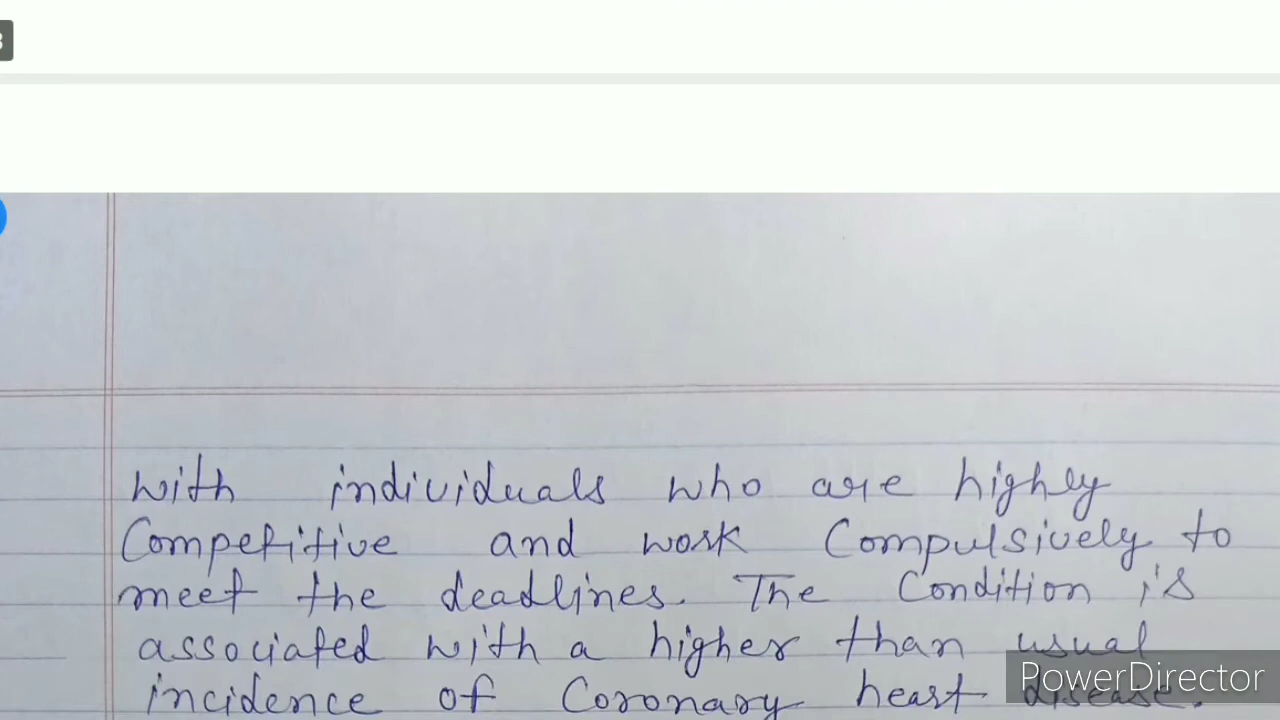 with individuals who are highly
Competitive and work Compulsively to
meet the deadlines. The Condition is
associated with a higher than usual
incidence of Coronary heart disease.
PowerDirector